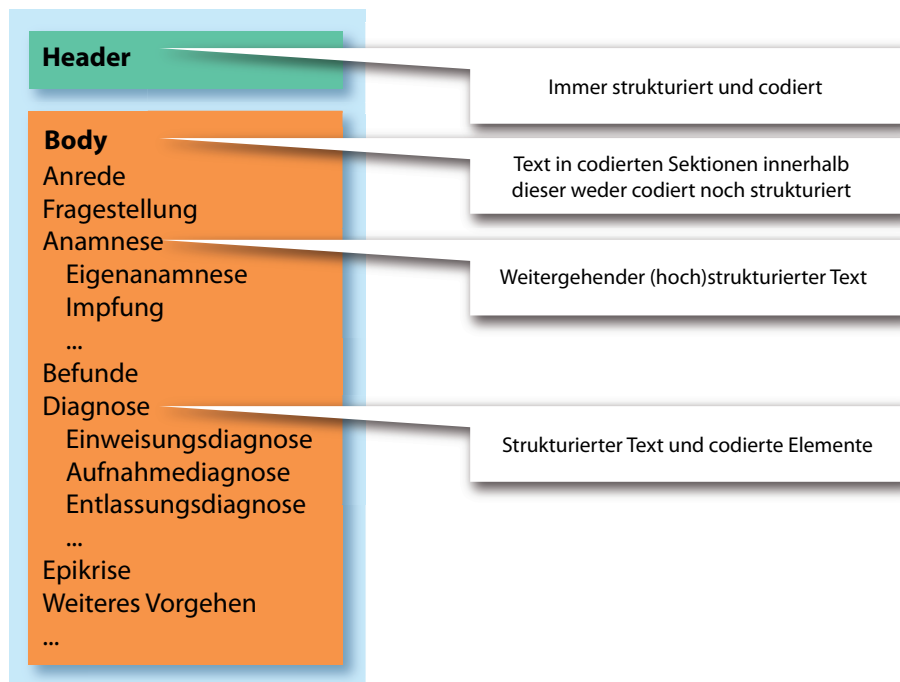 Header
Immer strukturiert und codiert
Body
Text in codierten Sektionen innerhalb
dieser weder codiert noch strukturiert
Anrede
Fragestellung
Anamnese
Weitergehender (hoch)strukturierter Text
Eigenanamnese
Impfung
...
Befunde
Diagnose
Strukturierter Text und codierte Elemente
Einweisungsdiagnose
Aufnahmediagnose
Entlassungsdiagnose
...
Epikrise
Weiteres Vorgehen
...